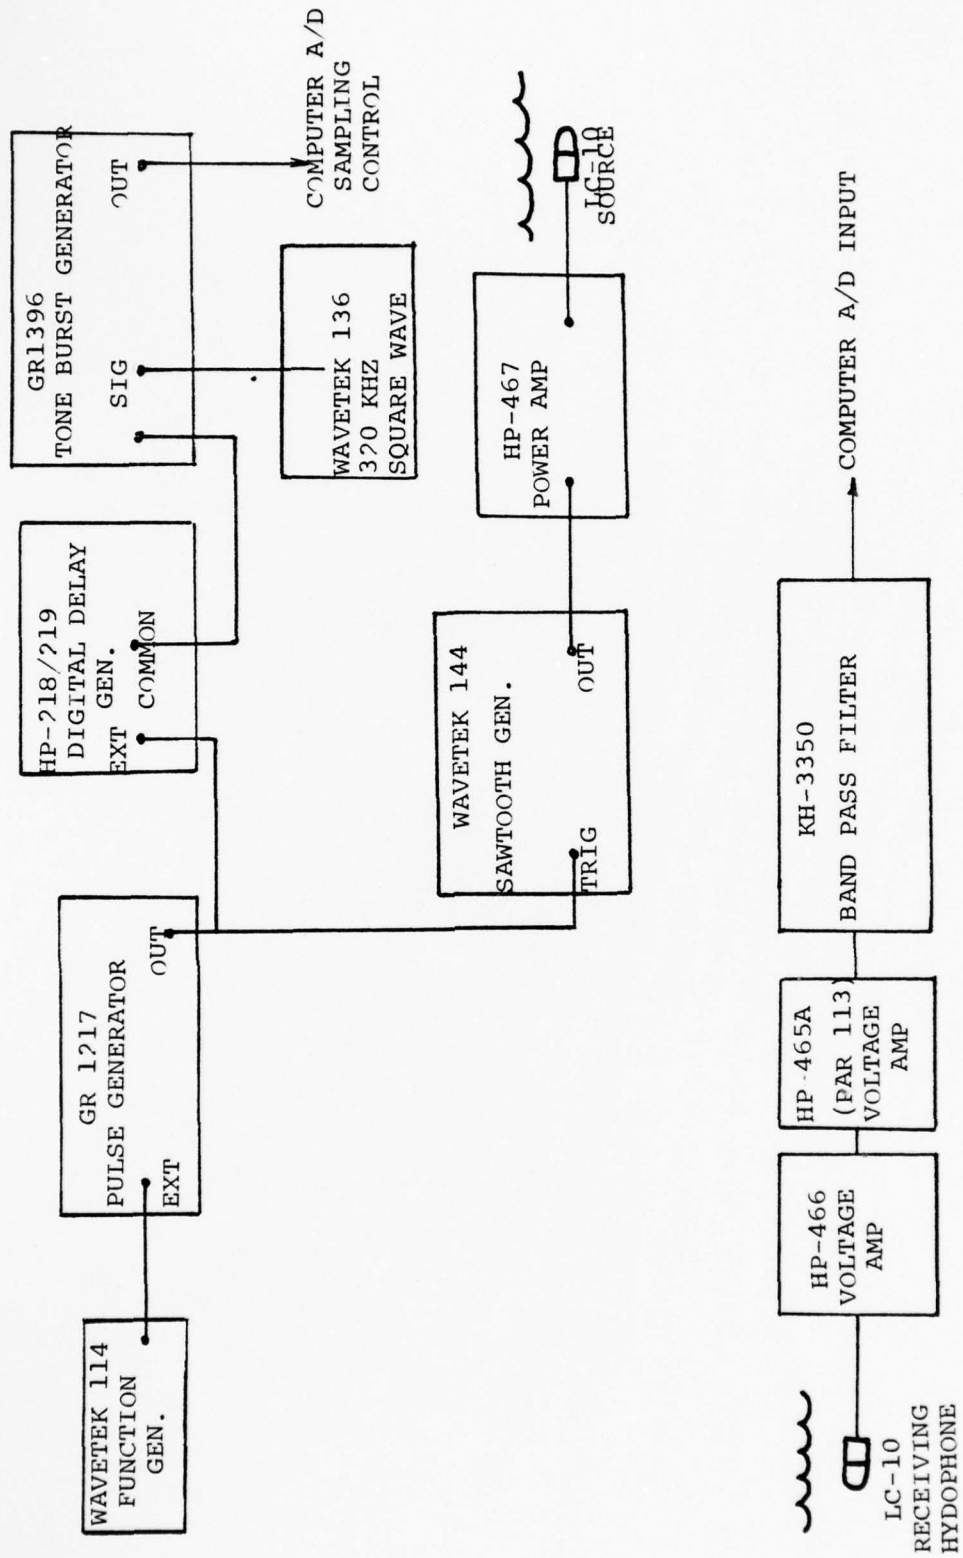 WAVETEK 114
FUNCTION
GEN.
GR 1217
PULSE GENERATOR
EXT
OUT
HP-218/219
DIGITAL DELAY
GEN.
EXT
COMMON
GR1396
TONE BURST GENERATOR
SIG
OUT
COMPUTER A/D
SAMPLING
CONTROL
WAVETEK 136
320 KHZ
SQUARE WAVE
WAVETEK 144
SAWTOOTH GEN.
TRIG
OUT
HP-467
POWER AMP
LC-10
SOURCE
LC-10
RECEIVING
HYDOPHONE
HP-466
VOLTAGE
AMP
HP-465A
(PAR 113)
VOLTAGE
AMP
KH-3350
BAND PASS FILTER
COMPUTER A/D INPUT